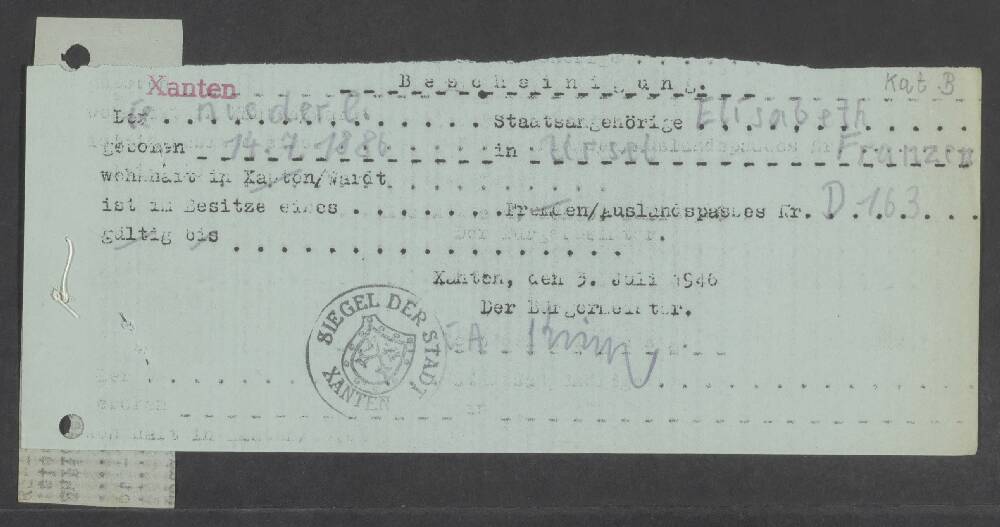 Xanten Bescheinigung. Kat B
niederl. Staatsangehörige Elisabeth
geboren 14.7.1886 in Franzen
wohnhaft in Xanten/Wardt
ist im Besitze eines . . . . . . . Fremden/Auslandspasses Nr. D 163
gültig bis . . . . . . . . . . . . . . . . .
Xanten, den 3. Juli 1946
Der Bürgermeister.
SIEGEL DER STADT XANTEN